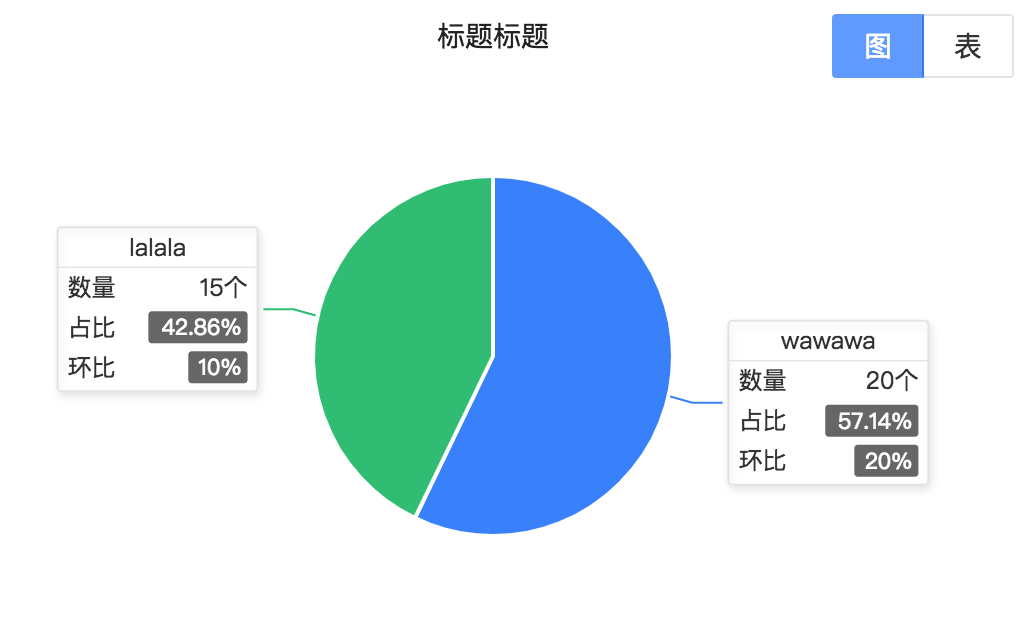 标题标题
图 表
lalala
数量 15个
占比 42.86%
环比 10%
wawawa
数量 20个
占比 57.14%
环比 20%